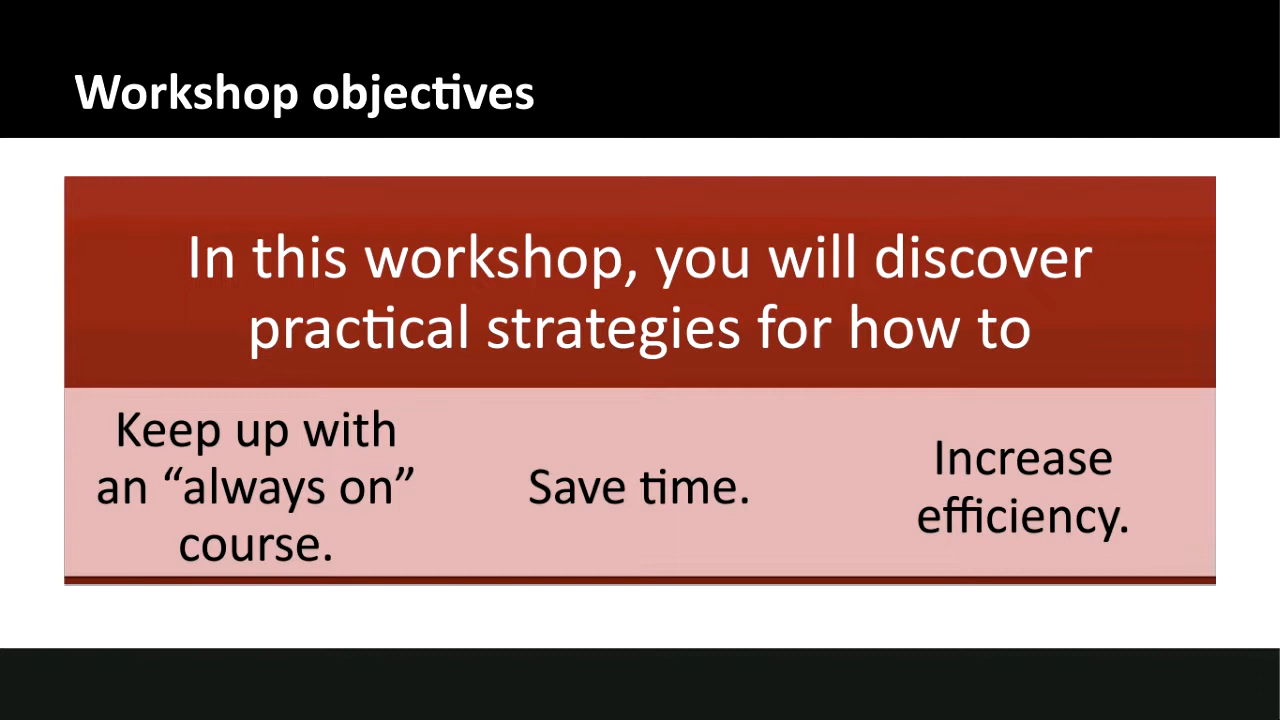 Workshop objectives
In this workshop, you will discover
practical strategies for how to
Keep up with
an “always on”
course.
Save time.
Increase
efficiency.